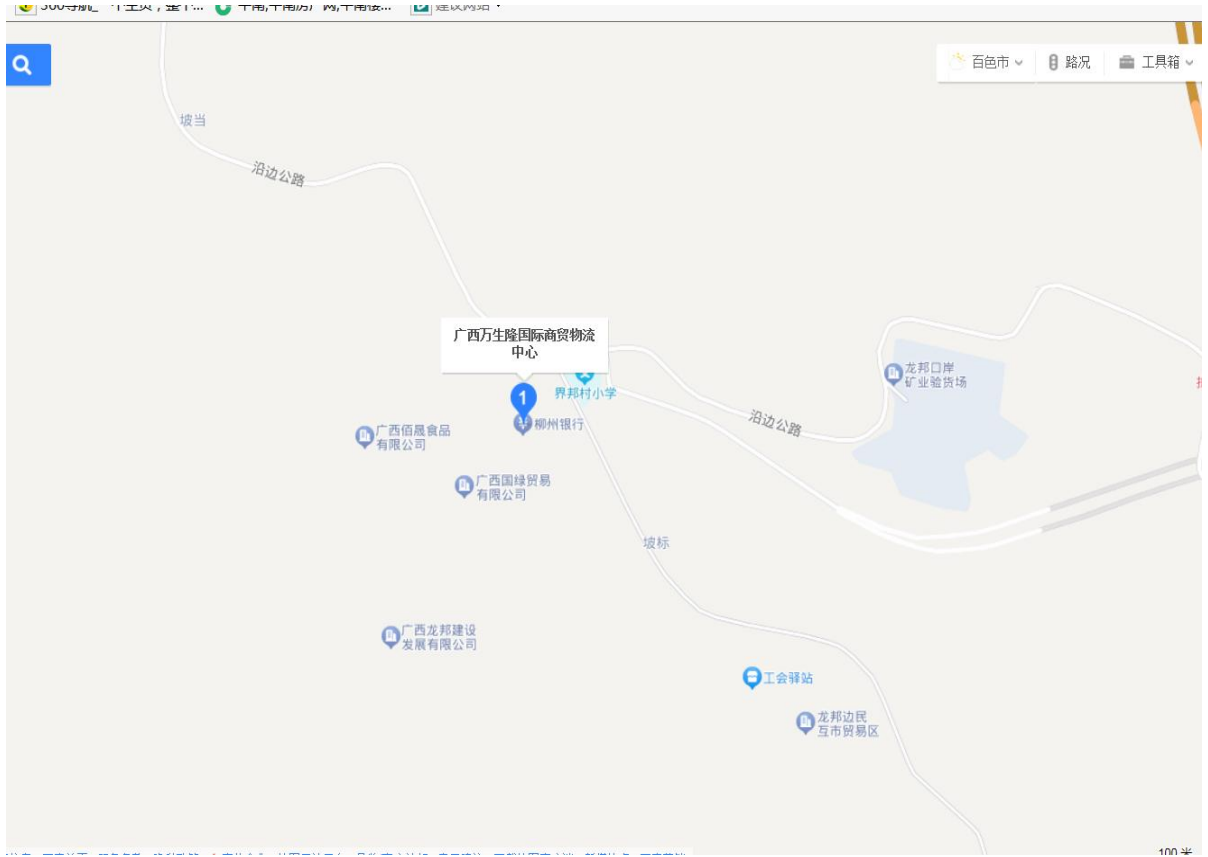 百色市
路况
工具箱
坡当
沿边公路
广西万生隆国际商贸物流
中心
界邦村小学
1
柳州银行
广西佰晟食品
有限公司
广西国绿贸易
有限公司
龙邦口岸
矿业验货场
沿边公路
坡标
广西龙邦建设
发展有限公司
工会驿站
龙邦边民
互市贸易区
100 米